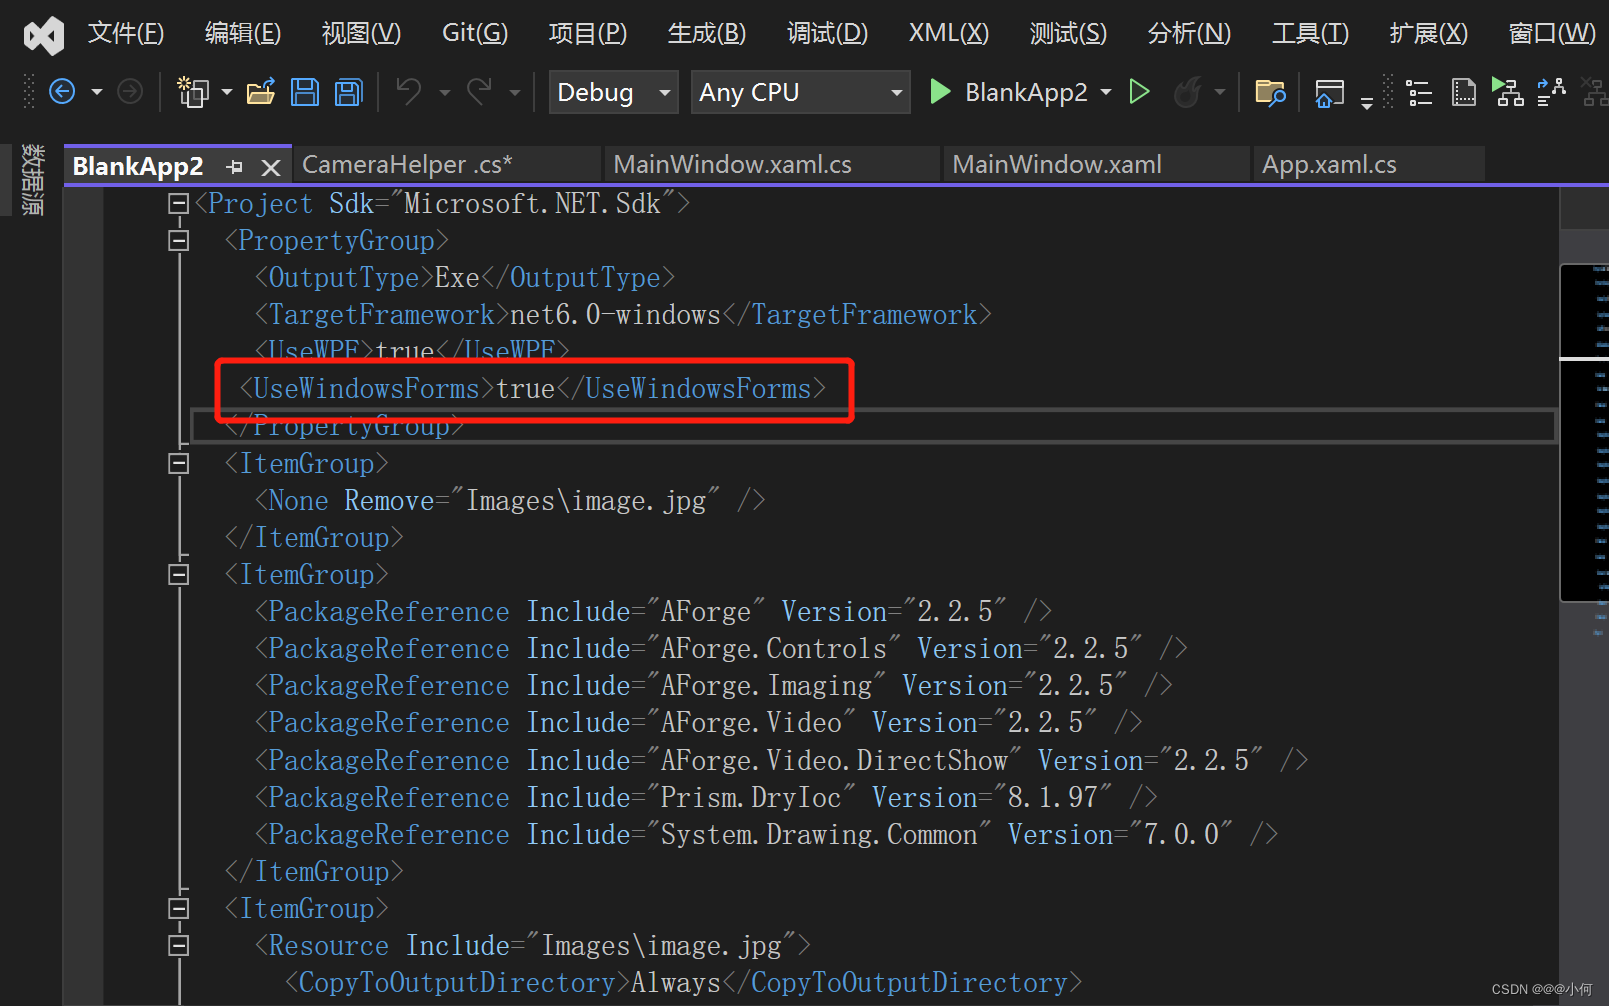 文件(F) 编辑(E) 视图(V) Git(G) 项目(P) 生成(B) 调试(D) XML(X) 测试(S) 分析(N) 工具(T) 扩展(X) 窗口(W)
Debug Any CPU BlankApp2
数据源
BlankApp2 CameraHelper .cs* MainWindow.xaml.cs MainWindow.xaml App.xaml.cs
<Project Sdk="Microsoft.NET.Sdk">
<PropertyGroup>
<OutputType>Exe</OutputType>
<TargetFramework>net6.0-windows</TargetFramework>
<UseWPF>true</UseWPF>
<UseWindowsForms>true</UseWindowsForms>
</PropertyGroup>
<ItemGroup>
<None Remove="Images\image.jpg" />
</ItemGroup>
<ItemGroup>
<PackageReference Include="AForge" Version="2.2.5" />
<PackageReference Include="AForge.Controls" Version="2.2.5" />
<PackageReference Include="AForge.Imaging" Version="2.2.5" />
<PackageReference Include="AForge.Video" Version="2.2.5" />
<PackageReference Include="AForge.Video.DirectShow" Version="2.2.5" />
<PackageReference Include="Prism.DryIoc" Version="8.1.97" />
<PackageReference Include="System.Drawing.Common" Version="7.0.0" />
</ItemGroup>
<ItemGroup>
<Resource Include="Images\image.jpg">
<CopyToOutputDirectory>Always</CopyToOutputDirectory>
CSDN @@@小何